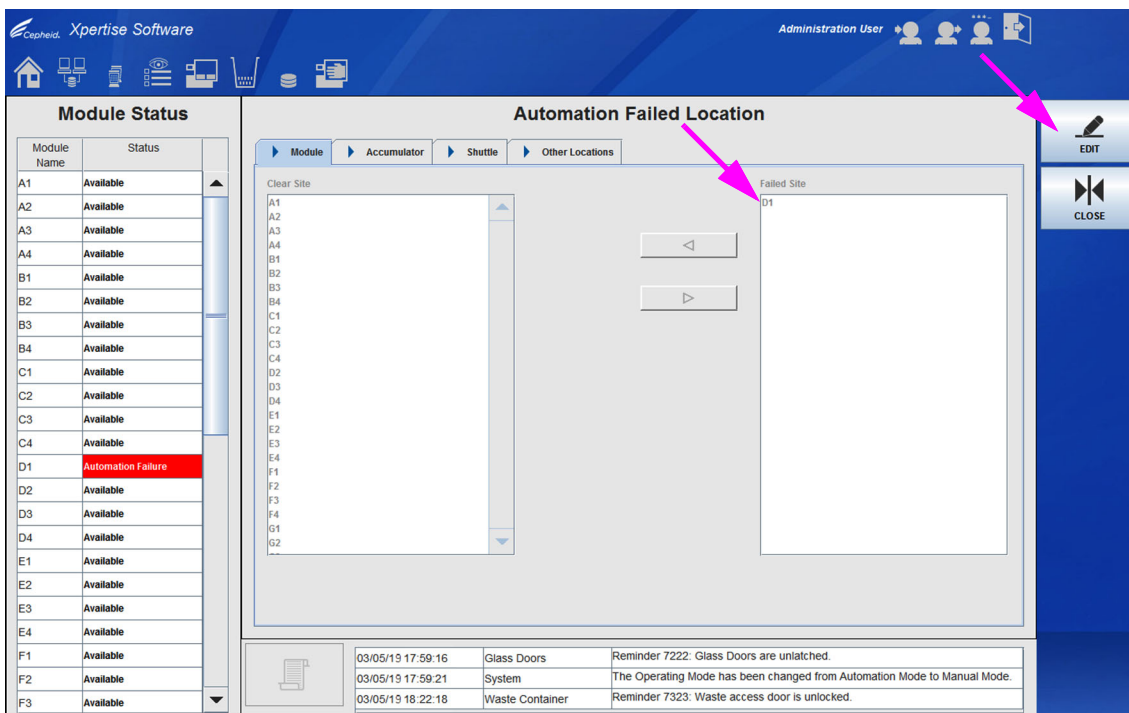 Cepheid. Xpertise Software
Administration User
Module Status
Module Name Status
A1 Available
A2 Available
A3 Available
A4 Available
B1 Available
B2 Available
B3 Available
B4 Available
C1 Available
C2 Available
C3 Available
C4 Available
D1 Automation Failure
D2 Available
D3 Available
D4 Available
E1 Available
E2 Available
E3 Available
E4 Available
F1 Available
F2 Available
F3 Available
Automation Failed Location
Module Accumulator Shuttle Other Locations
Clear Site
A1
A2
A3
A4
B1
B2
B3
B4
C1
C2
C3
C4
D2
D3
D4
E1
E2
E3
E4
F1
F2
F3
F4
G1
G2
Failed Site
D1
03/05/19 17:59:16 Glass Doors Reminder 7222: Glass Doors are unlatched.
03/05/19 17:59:21 System The Operating Mode has been changed from Automation Mode to Manual Mode.
03/05/19 18:22:18 Waste Container Reminder 7323: Waste access door is unlocked.
EDIT
CLOSE